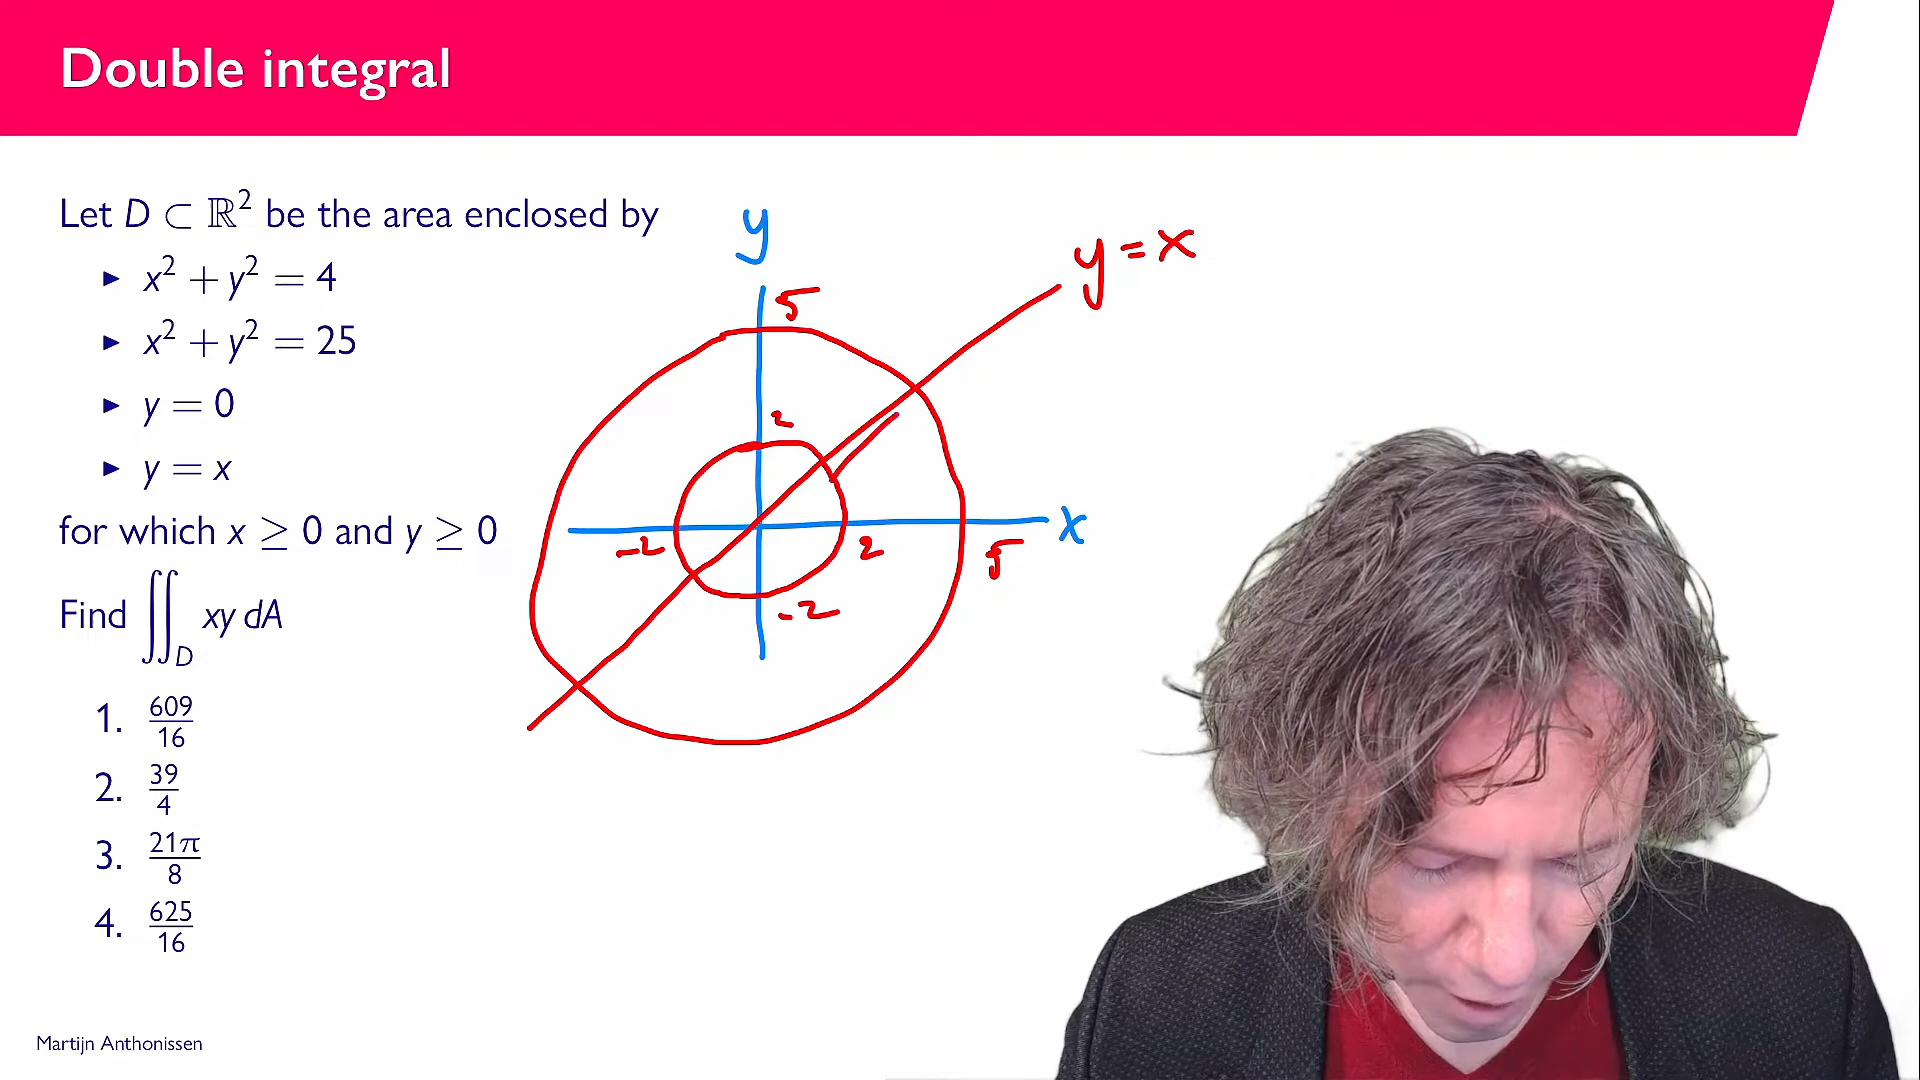 Double integral
Let D ⊂ ℝ² be the area enclosed by
▸ x² + y² = 4
▸ x² + y² = 25
▸ y = 0
▸ y = x
for which x ≥ 0 and y ≥ 0
Find ∬_D xy dA
1. 609/16
2. 39/4
3. 21π/8
4. 625/16
y
y = x
5
2
-2
2
5
x
-2
Martijn Anthonissen